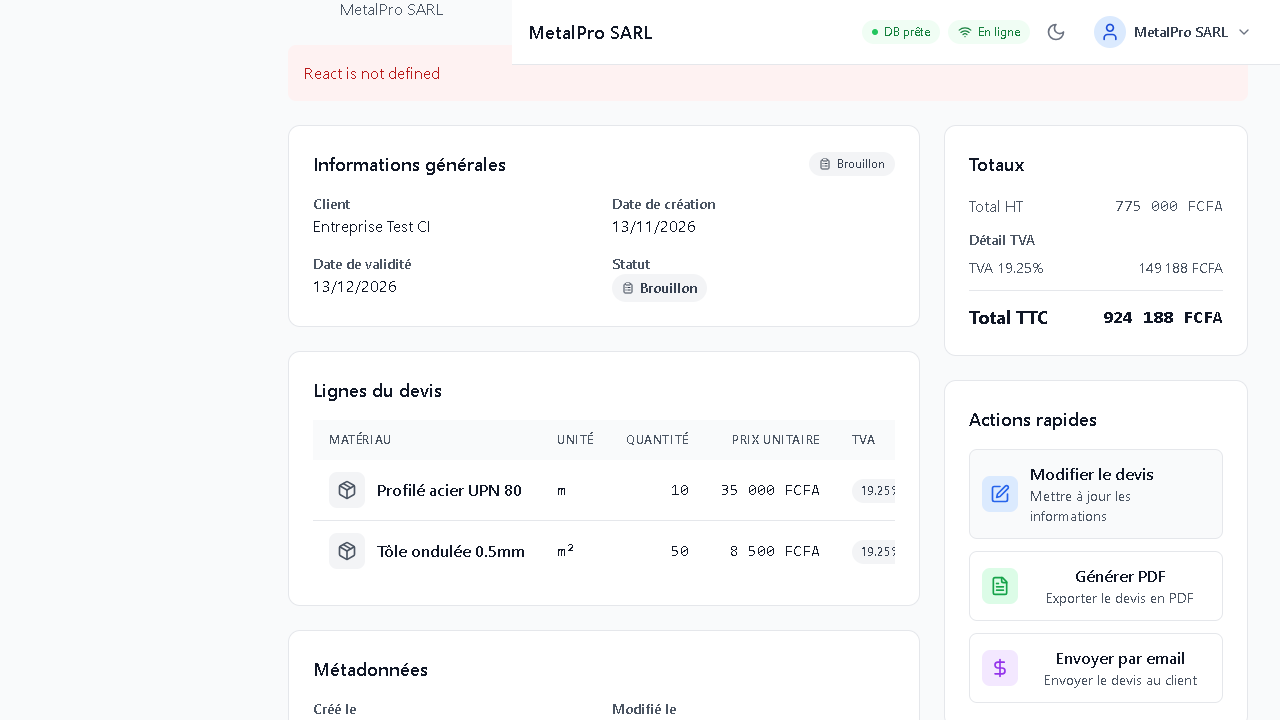 MetalPro SARL
MetalPro SARL
DB prête
En ligne
MetalPro SARL
React is not defined
Informations générales
Brouillon
Client
Entreprise Test CI
Date de création
13/11/2026
Date de validité
13/12/2026
Statut
Brouillon
Lignes du devis
MATÉRIAU UNITÉ QUANTITÉ PRIX UNITAIRE TVA
Profilé acier UPN 80 m 10 35 000 FCFA 19.25%
Tôle ondulée 0.5mm m² 50 8 500 FCFA 19.25%
Métadonnées
Créé le
Modifié le
Totaux
Total HT 775 000 FCFA
Détail TVA
TVA 19.25% 149 188 FCFA
Total TTC 924 188 FCFA
Actions rapides
Modifier le devis
Mettre à jour les
informations
Générer PDF
Exporter le devis en PDF
Envoyer par email
Envoyer le devis au client